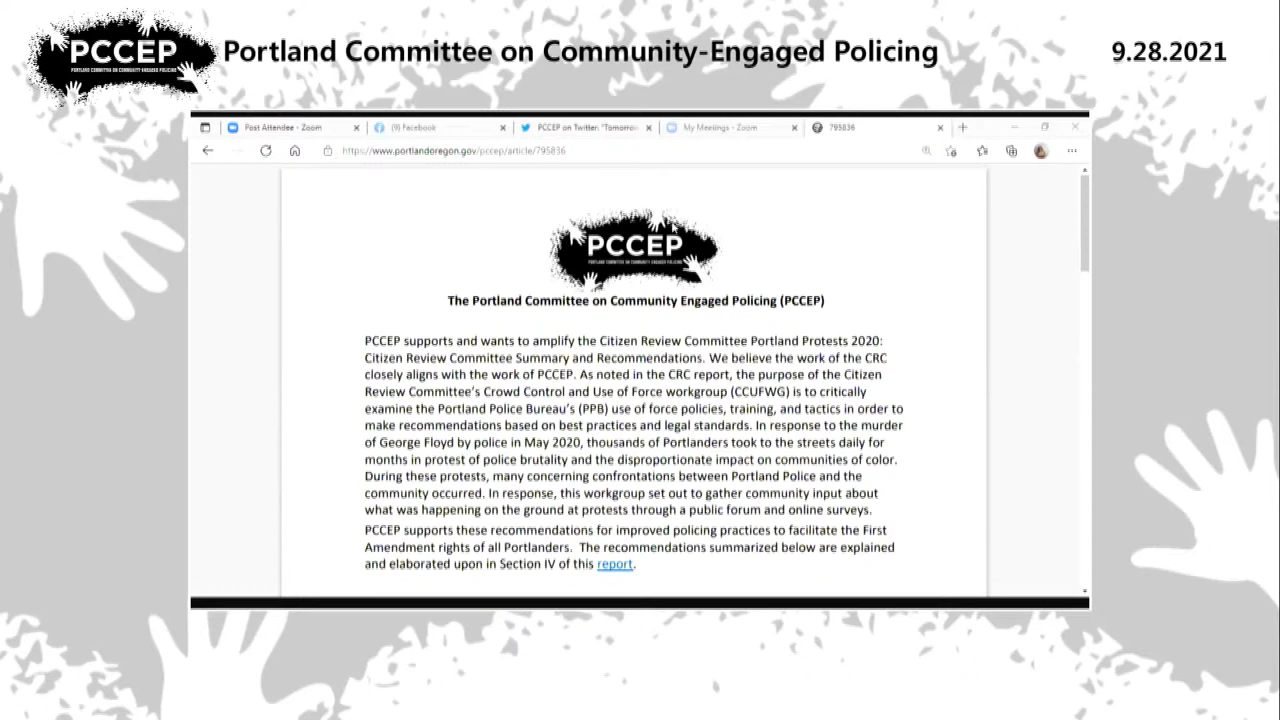 PCCEP
PORTLAND COMMITTEE ON COMMUNITY ENGAGED POLICING
Portland Committee on Community-Engaged Policing
9.28.2021
Post Attendee - Zoom
(9) Facebook
PCCEP on Twitter: "Tomorro
My Meetings - Zoom
795836
https://www.portlandoregon.gov/pccep/article/795836
PCCEP
PORTLAND COMMITTEE ON COMMUNITY ENGAGED POLICING
The Portland Committee on Community Engaged Policing (PCCEP)
PCCEP supports and wants to amplify the Citizen Review Committee Portland Protests 2020:
Citizen Review Committee Summary and Recommendations. We believe the work of the CRC
closely aligns with the work of PCCEP. As noted in the CRC report, the purpose of the Citizen
Review Committee's Crowd Control and Use of Force workgroup (CCUFWG) is to critically
examine the Portland Police Bureau's (PPB) use of force policies, training, and tactics in order to
make recommendations based on best practices and legal standards. In response to the murder
of George Floyd by police in May 2020, thousands of Portlanders took to the streets daily for
months in protest of police brutality and the disproportionate impact on communities of color.
During these protests, many concerning confrontations between Portland Police and the
community occurred. In response, this workgroup set out to gather community input about
what was happening on the ground at protests through a public forum and online surveys.
PCCEP supports these recommendations for improved policing practices to facilitate the First
Amendment rights of all Portlanders.  The recommendations summarized below are explained
and elaborated upon in Section IV of this report.